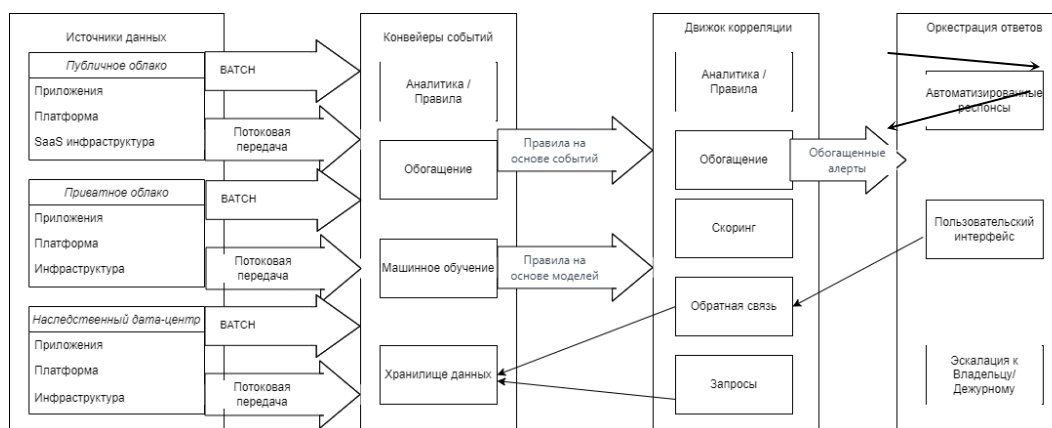 Источники данных
Публичное облако
Приложения
Платформа
SaaS инфраструктура
BATCH
Потоковая
передача
Приватное облако
Приложения
Платформа
Инфраструктура
BATCH
Потоковая
передача
Наследственный дата-центр
Приложения
Платформа
Инфраструктура
BATCH
Потоковая
передача
Конвейеры событий
Аналитика /
Правила
Обогащение
Машинное обучение
Хранилище данных
Правила на
основе событий
Правила на
основе моделей
Движок корреляции
Аналитика /
Правила
Обогащение
Скоринг
Обратная связь
Запросы
Обогащенные
алерты
Оркестрация ответов
Автоматизированные
респонсы
Пользовательский
интерфейс
Эскалация к
Владельцу/
Дежурному